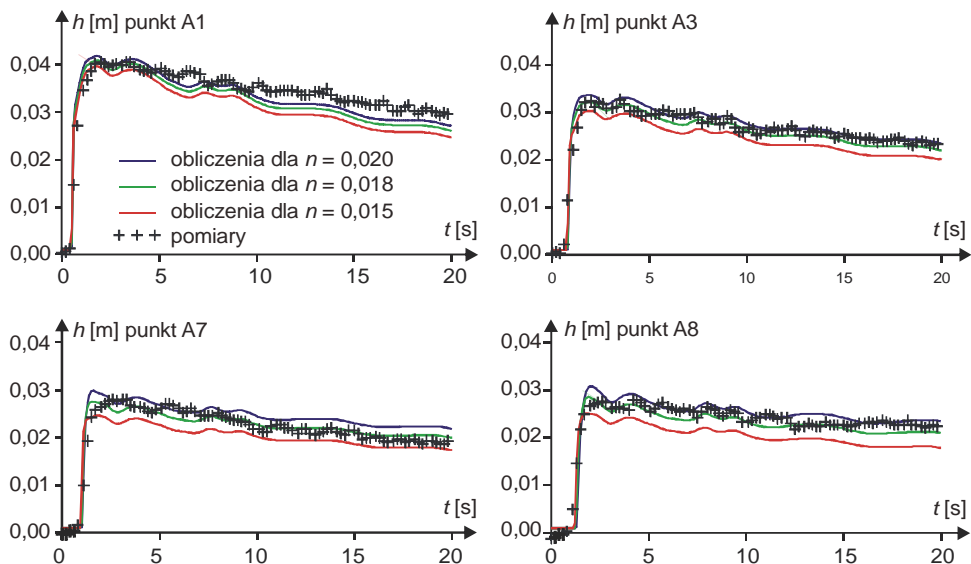 h [m] punkt A1
0,04
0,03
0,02
0,01
0,00
obliczenia dla n = 0,020
obliczenia dla n = 0,018
obliczenia dla n = 0,015
+++ pomiary
t [s]
0 5 10 15 20
h [m] punkt A3
0,04
0,03
0,02
0,01
0,00
t [s]
0 5 10 15 20
h [m] punkt A7
0,04
0,03
0,02
0,01
0,00
t [s]
0 5 10 15 20
h [m] punkt A8
0,04
0,03
0,02
0,01
0,00
t [s]
0 5 10 15 20